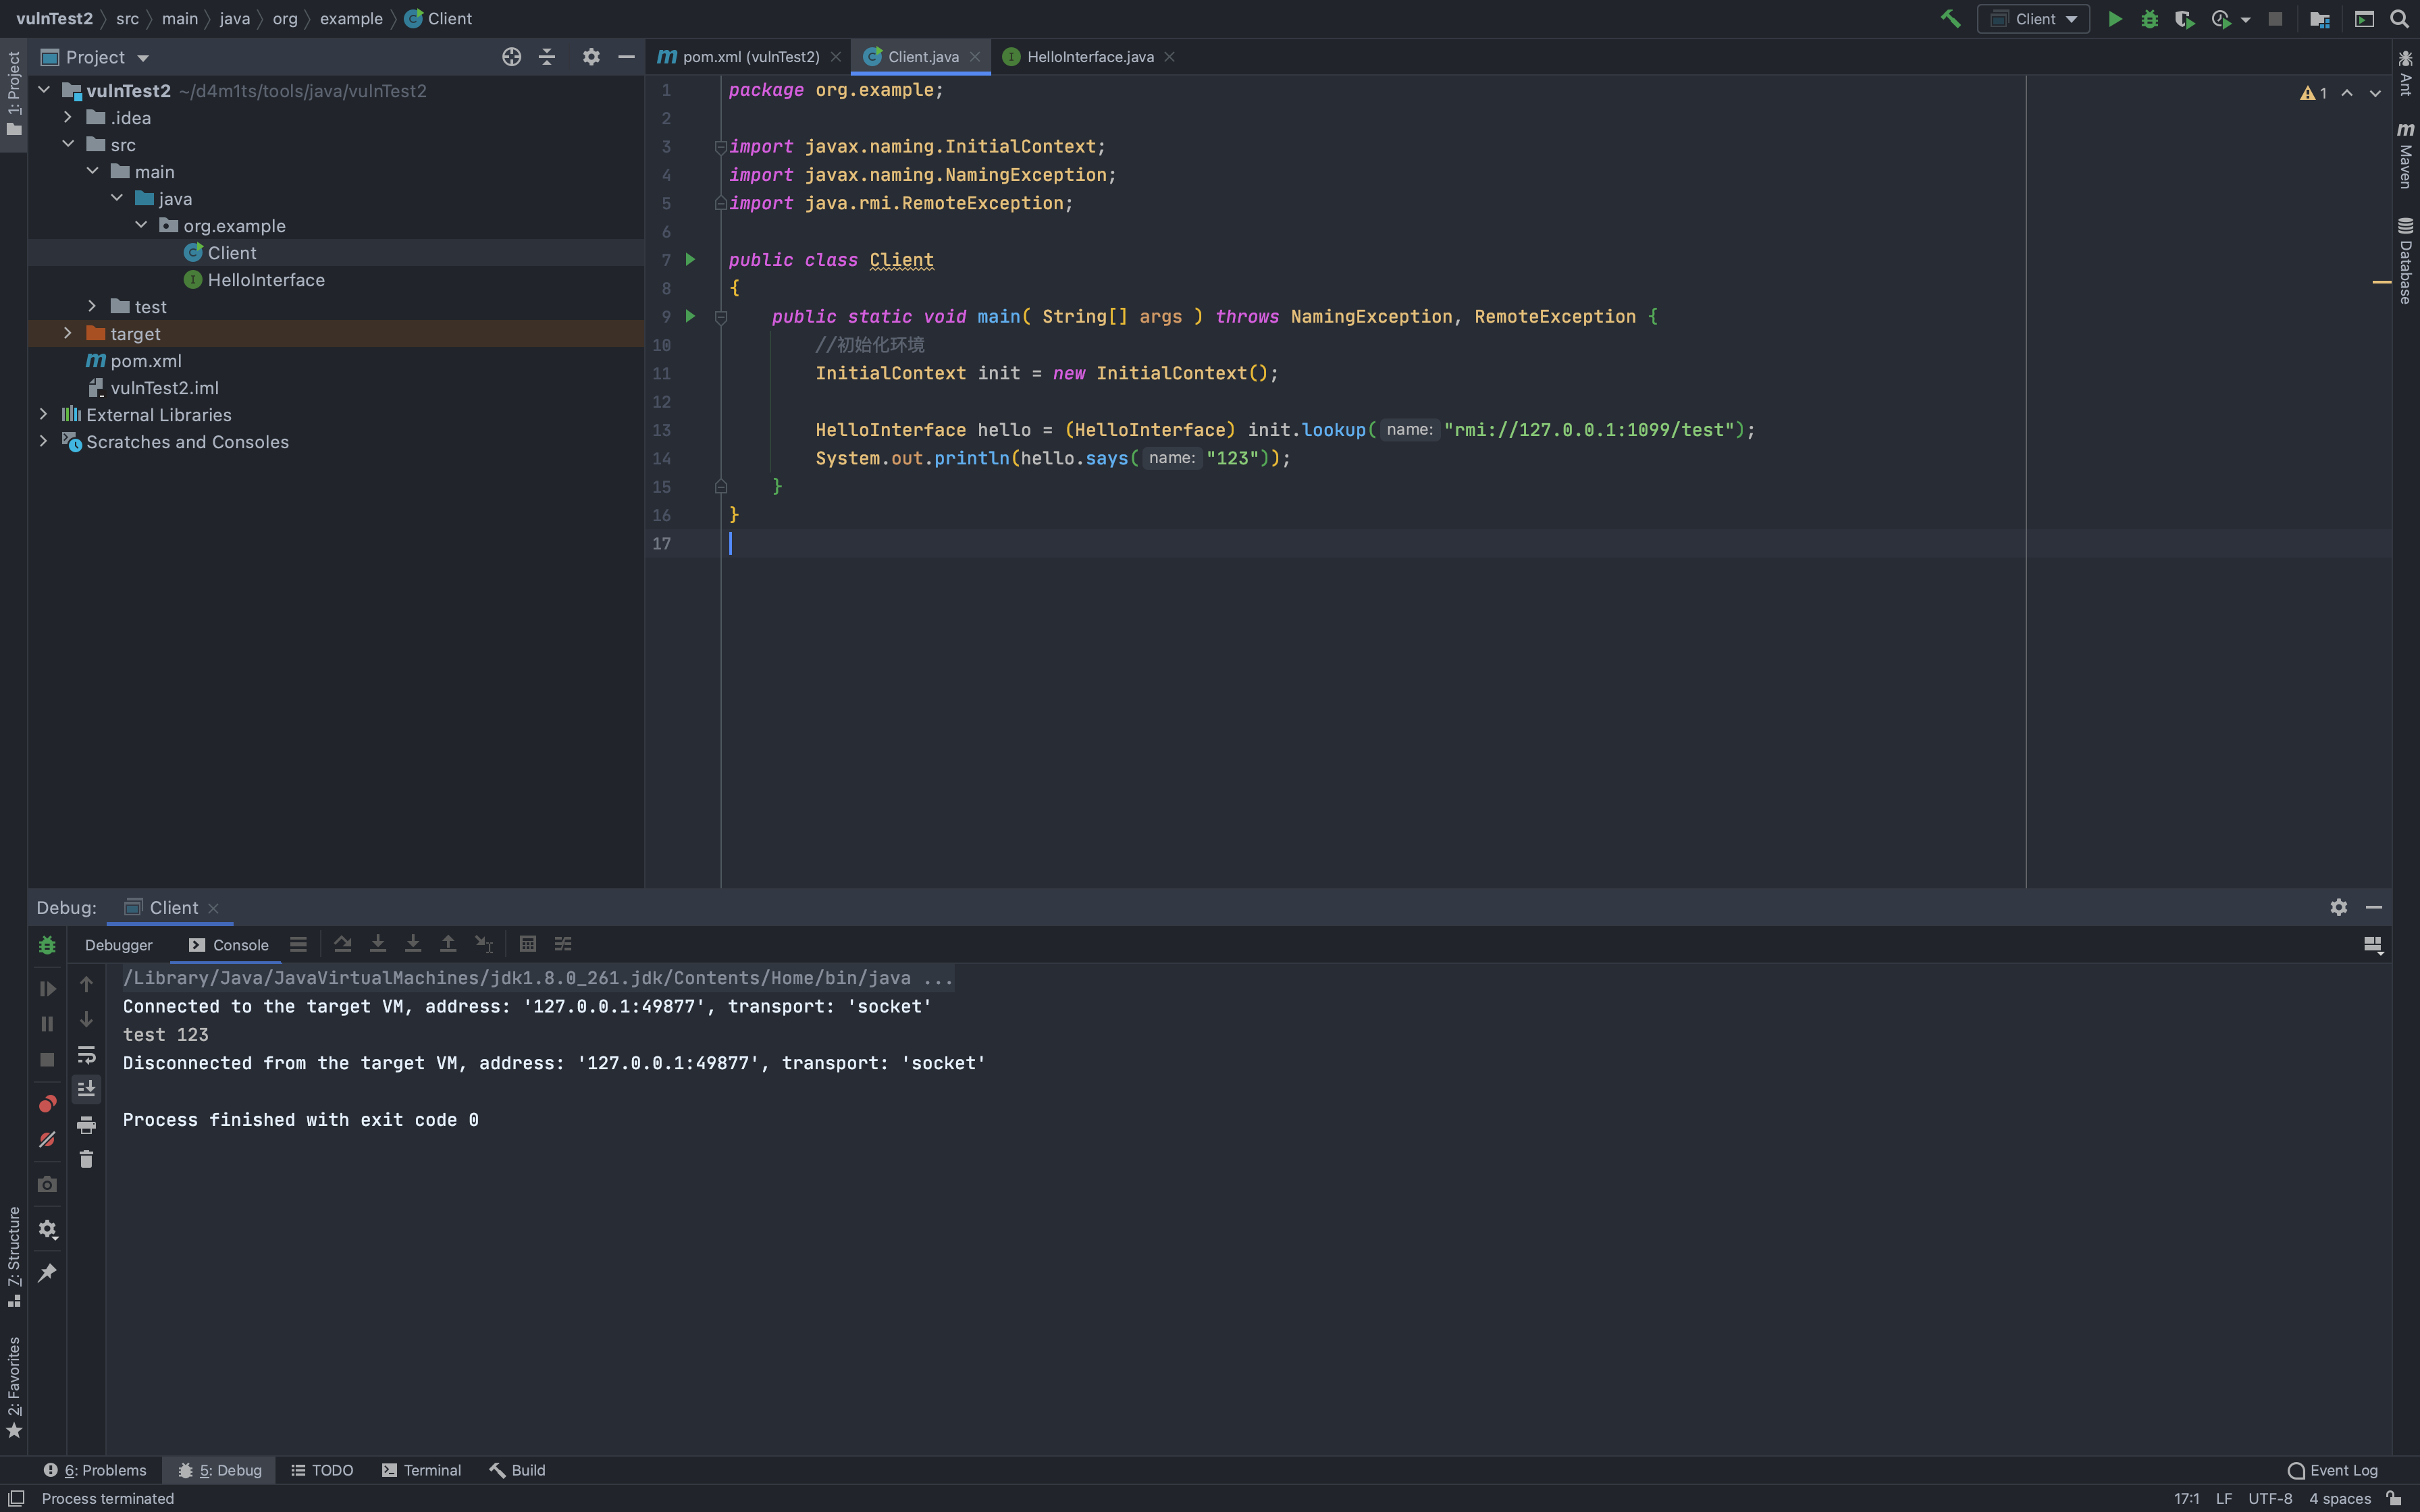 vulnTest2 src main java org example Client
Client
1: Project
Project
pom.xml (vulnTest2)
Client.java
HelloInterface.java
vulnTest2 ~/d4m1ts/tools/java/vulnTest2
.idea
src
main
java
org.example
Client
HelloInterface
test
target
pom.xml
vulnTest2.iml
External Libraries
Scratches and Consoles
1 package org.example;
2
3 import javax.naming.InitialContext;
4 import javax.naming.NamingException;
5 import java.rmi.RemoteException;
6
7 public class Client
8 {
9 public static void main( String[] args ) throws NamingException, RemoteException {
10 //初始化环境
11 InitialContext init = new InitialContext();
12
13 HelloInterface hello = (HelloInterface) init.lookup( name: "rmi://127.0.0.1:1099/test");
14 System.out.println(hello.says( name: "123"));
15 }
16 }
17
1
Ant
Maven
Database
Debug: Client
Debugger Console
/Library/Java/JavaVirtualMachines/jdk1.8.0_261.jdk/Contents/Home/bin/java ...
Connected to the target VM, address: '127.0.0.1:49877', transport: 'socket'
test 123
Disconnected from the target VM, address: '127.0.0.1:49877', transport: 'socket'
Process finished with exit code 0
7: Structure
2: Favorites
6: Problems 5: Debug TODO Terminal Build Event Log
Process terminated 17:1 LF UTF-8 4 spaces